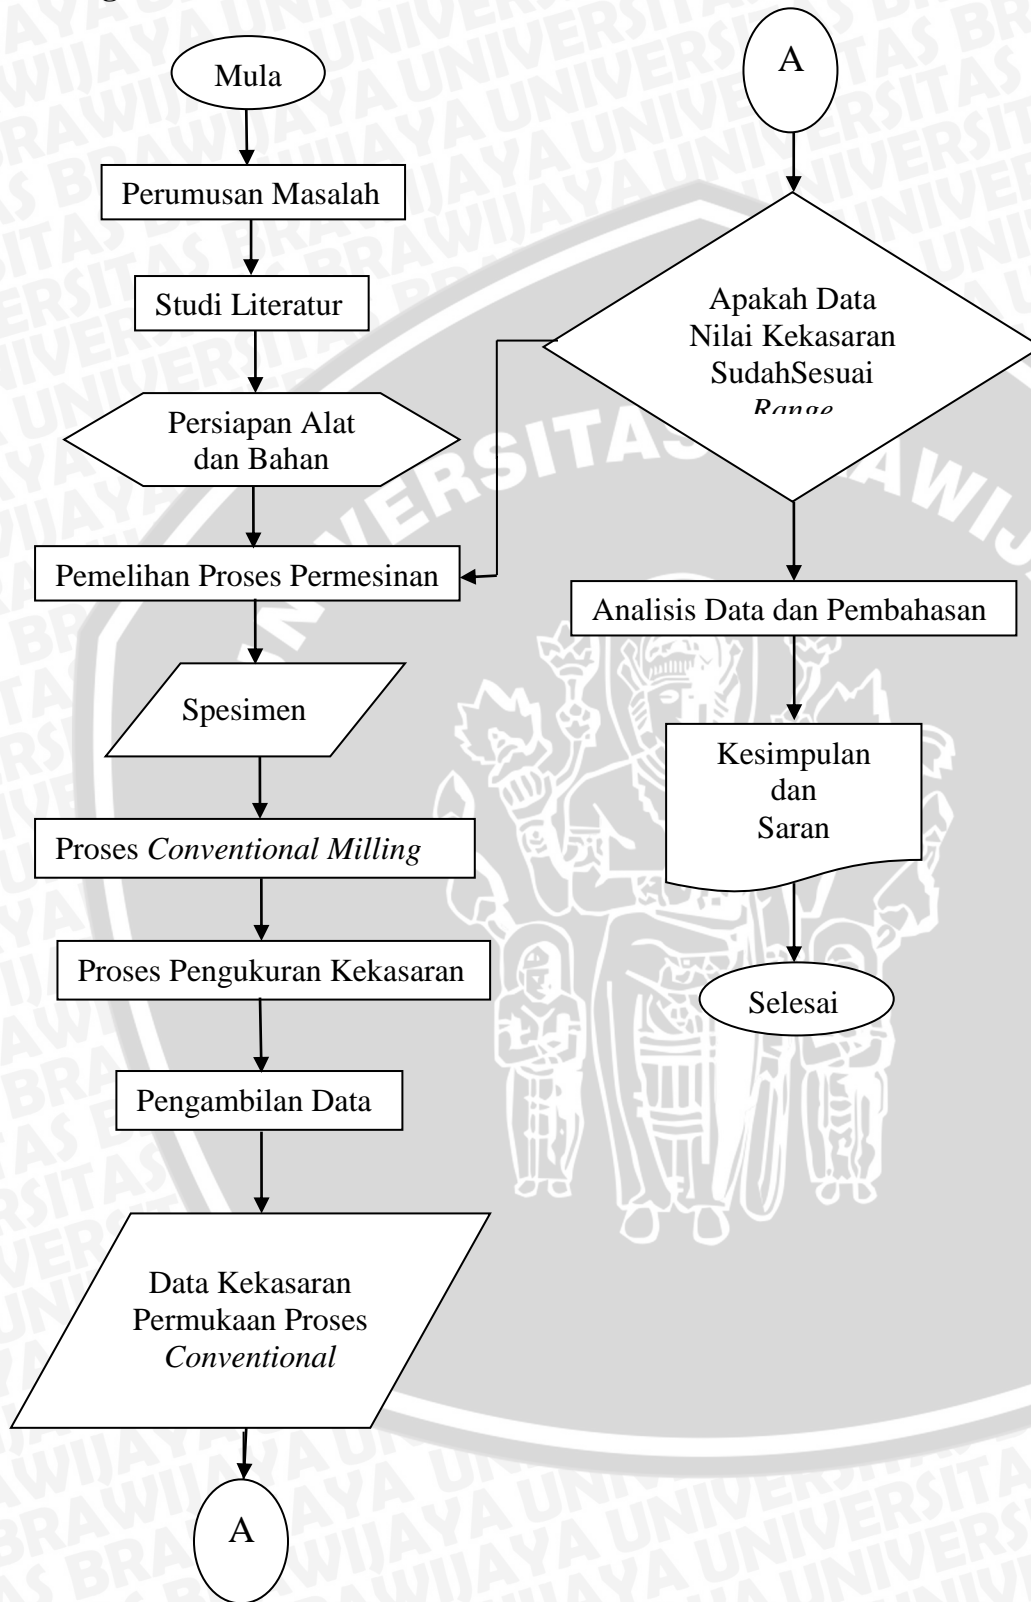 Mula
Perumusan Masalah
Studi Literatur
Persiapan Alat
dan Bahan
Pemelihan Proses Permesinan
Spesimen
Proses Conventional Milling
Proses Pengukuran Kekasaran
Pengambilan Data
Data Kekasaran
Permukaan Proses
Conventional
A
A
Apakah Data
Nilai Kekasaran
SudahSesuai
Range
Analisis Data dan Pembahasan
Kesimpulan
dan
Saran
Selesai